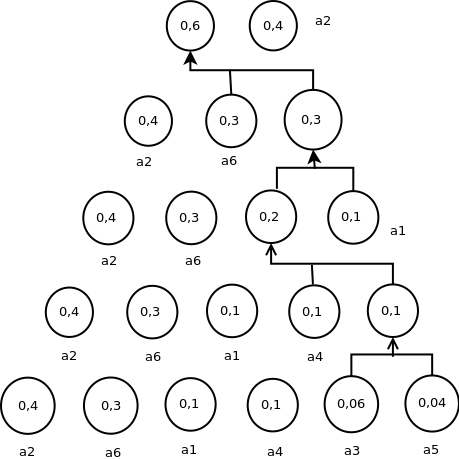 0,6 0,4 a2
0,4 0,3 0,3
a2 a6
0,4 0,3 0,2 0,1
a2 a6 a1
0,4 0,3 0,1 0,1 0,1
a2 a6 a1 a4
0,4 0,3 0,1 0,1 0,06 0,04
a2 a6 a1 a4 a3 a5